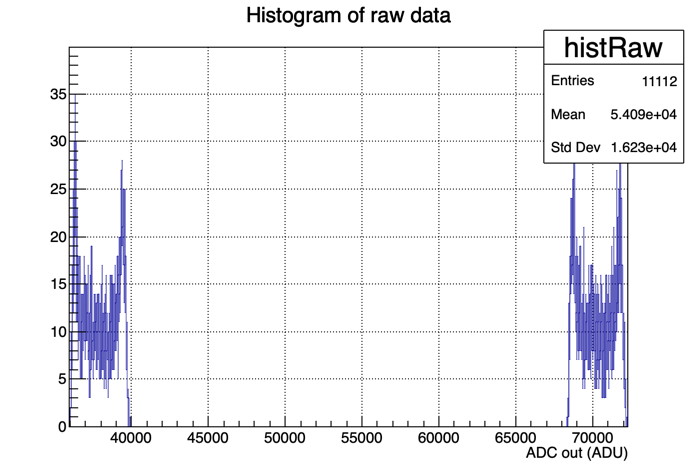 Histogram of raw data
histRaw
Entries 11112
Mean 5.409e+04
Std Dev 1.623e+04
35
30
25
20
15
10
5
0
40000 45000 50000 55000 60000 65000 70000
ADC out (ADU)